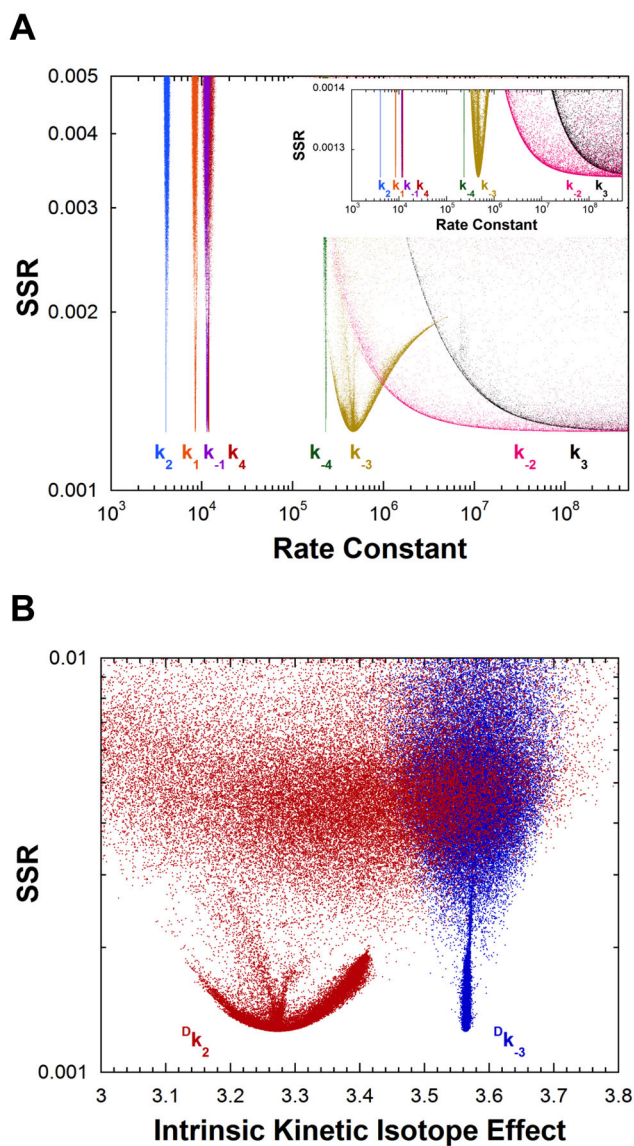 A
SSR
0.005
0.004
0.003
0.002
0.001
k2 k1 k-1 k4 k-4 k-3 k-2 k3
10^3 10^4 10^5 10^6 10^7 10^8
Rate Constant
SSR
0.0014
0.0013
k2 k1 k-1 k4 k-4 k-3 k-2 k3
10^3 10^4 10^5 10^6 10^7 10^8
Rate Constant
B
SSR
0.01
0.001
Dk2 Dk-3
3 3.1 3.2 3.3 3.4 3.5 3.6 3.7 3.8
Intrinsic Kinetic Isotope Effect